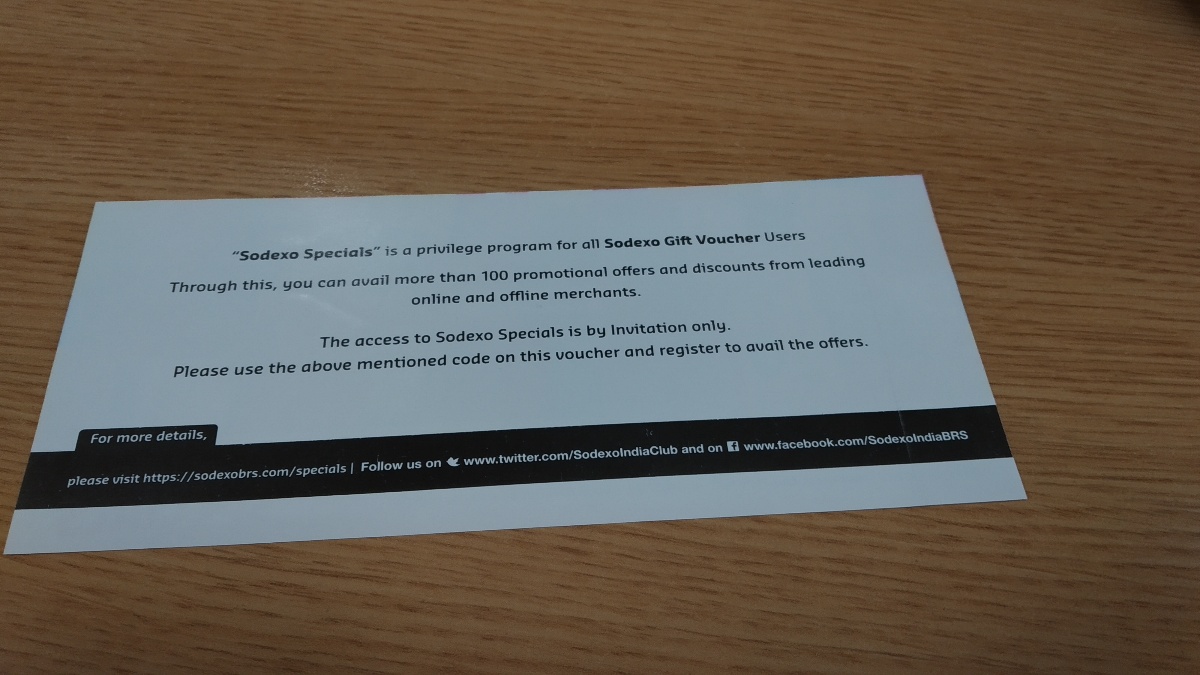 "Sodexo Specials" is a privilege program for all Sodexo Gift Voucher Users
Through this, you can avail more than 100 promotional offers and discounts from leading
online and offline merchants.
The access to Sodexo Specials is by Invitation only.
Please use the above mentioned code on this voucher and register to avail the offers.
For more details,
please visit https://sodexobrs.com/specials | Follow us on www.twitter.com/SodexoIndiaClub and on www.facebook.com/SodexoIndiaBRS